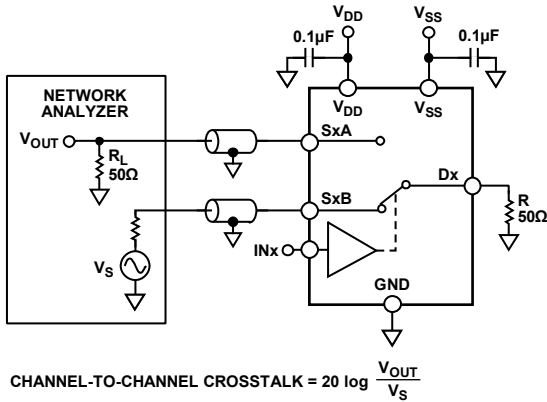 VDD
VSS
0.1µF
0.1µF
VDD
VSS
NETWORK
ANALYZER
VOUT
RL
50Ω
SxA
SxB
Dx
R
50Ω
VS
INx
GND
CHANNEL-TO-CHANNEL CROSSTALK = 20 log VOUT
VS